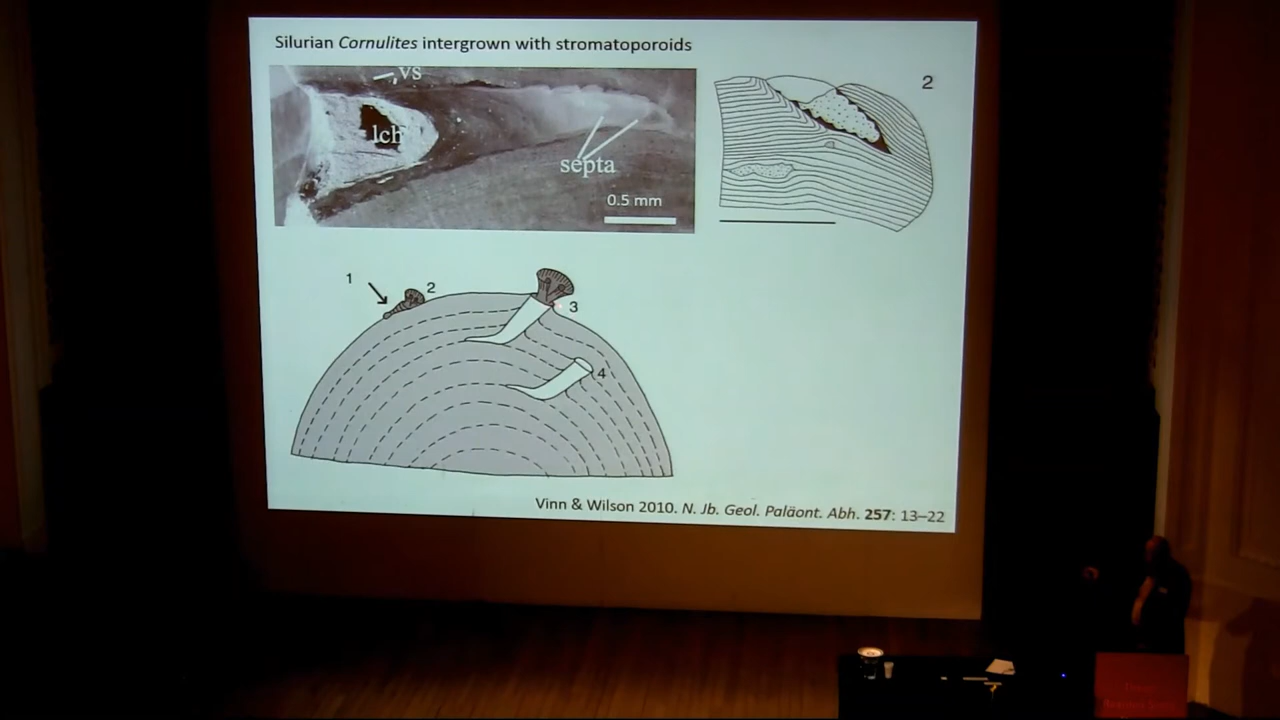 Silurian Cornulites intergrown with stromatoporoids
vs
lch
septa
0.5 mm
2
1
2
3
4
Vinn & Wilson 2010. N. Jb. Geol. Paläont. Abh. 257: 13–22